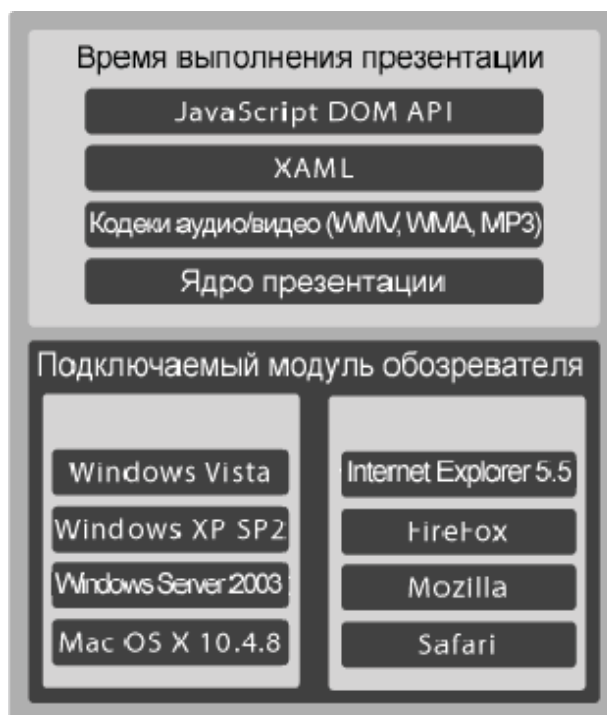 Время выполнения презентации
JavaScript DOM API
XAML
Кодеки аудио/видео (WMV, WMA, MP3)
Ядро презентации
Подключаемый модуль обозревателя
Windows Vista
Windows XP SP2
Windows Server 2003
Mac OS X 10.4.8
Internet Explorer 5.5
FireFox
Mozilla
Safari